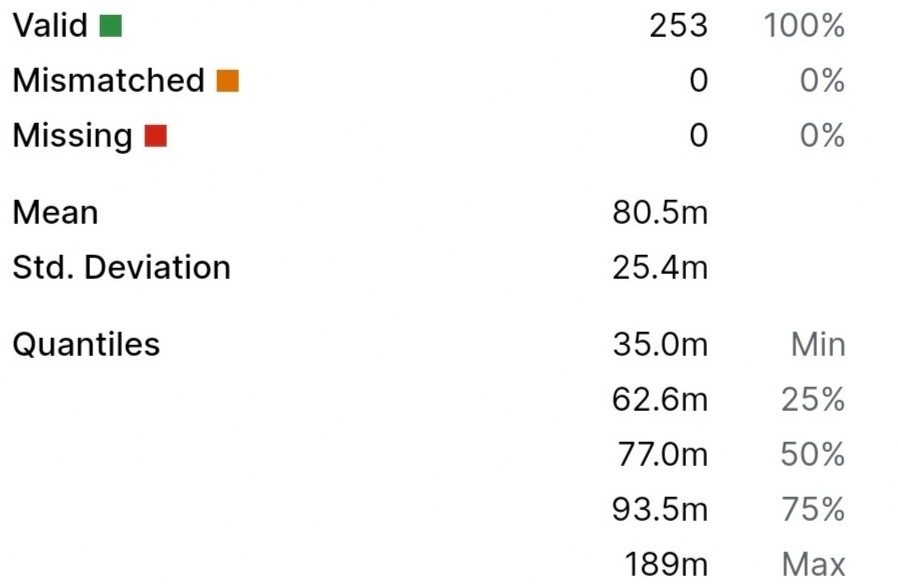 Valid 253 100%
Mismatched 0 0%
Missing 0 0%
Mean 80.5m
Std. Deviation 25.4m
Quantiles 35.0m Min
62.6m 25%
77.0m 50%
93.5m 75%
189m Max